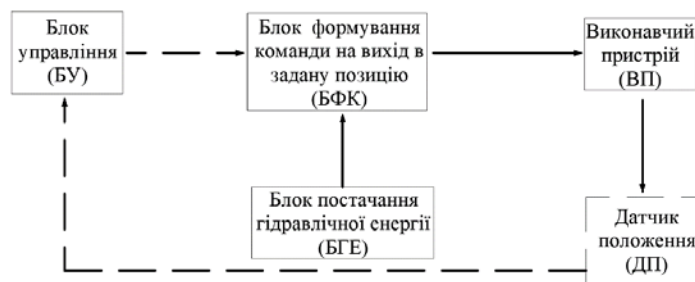 Блок
управління
(БУ)
Блок формування
команди на вихід в
задану позицію
(БФК)
Виконавчий
пристрій
(ВП)
Блок постачання
гідравлічної енергії
(БГЕ)
Датчик
положення
(ДП)